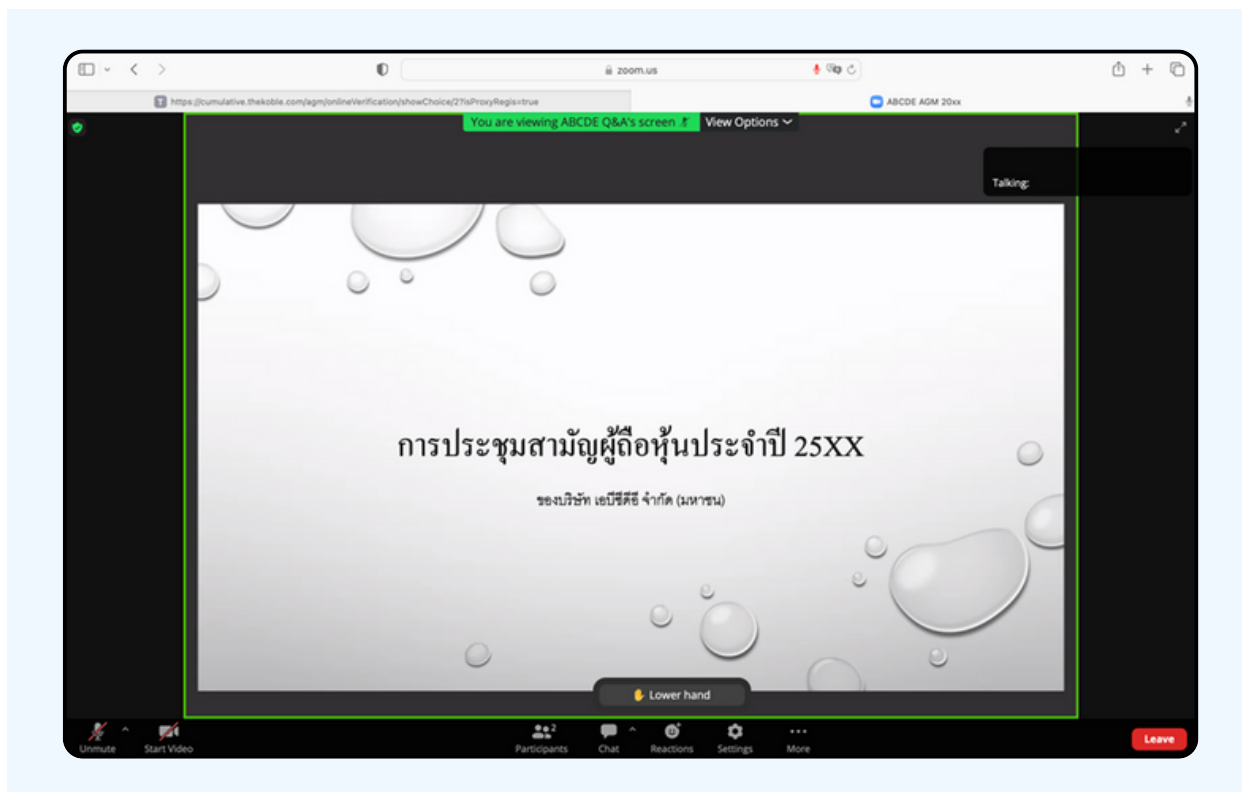 zoom.us
https://cumulative.thekoble.com/agm/onlineVerification/showChoice/2?isProxyRegis=true
ABCDE AGM 20xx
You are viewing ABCDE Q&A's screen
View Options
Talking:
การประชุมสามัญผู้ถือหุ้นประจำปี 25XX
ของบริษัท เอบีซีดีอี จำกัด (มหาชน)
Lower hand
Unmute
Start Video
2
Participants
Chat
Reactions
Settings
More
Leave